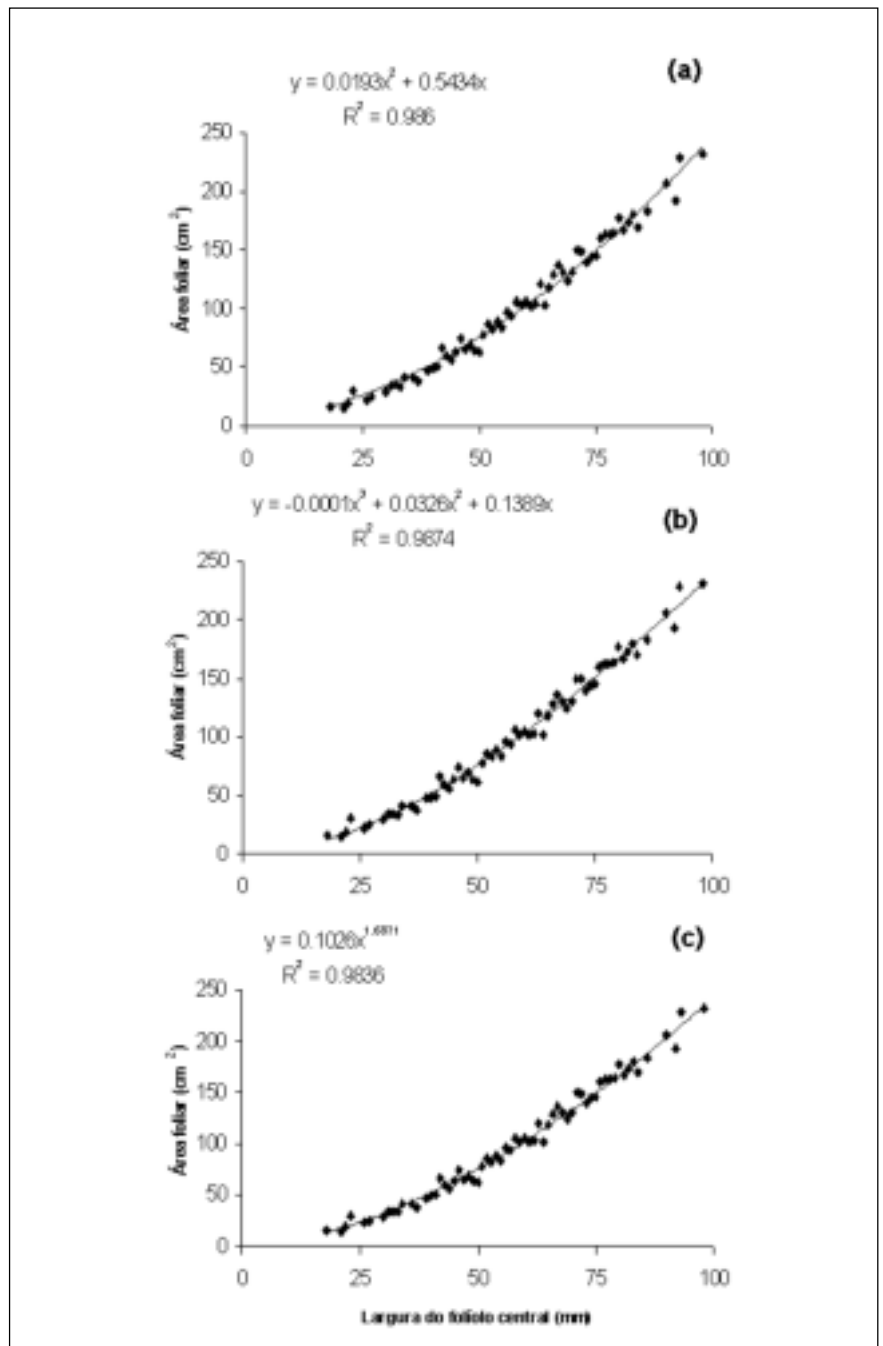 (a)
y = 0.0193x² + 0.5434x
R² = 0.986
250
200
150
100
50
0
0 25 50 75 100
Área foliar (cm²)
(b)
y = -0.0001x³ + 0.0326x² + 0.1389x
R² = 0.9874
250
200
150
100
50
0
0 25 50 75 100
Área foliar (cm²)
(c)
y = 0.1026x
R² = 0.9836
250
200
150
100
50
0
0 25 50 75 100
Área foliar (cm²)
Largura do folíolo central (mm)